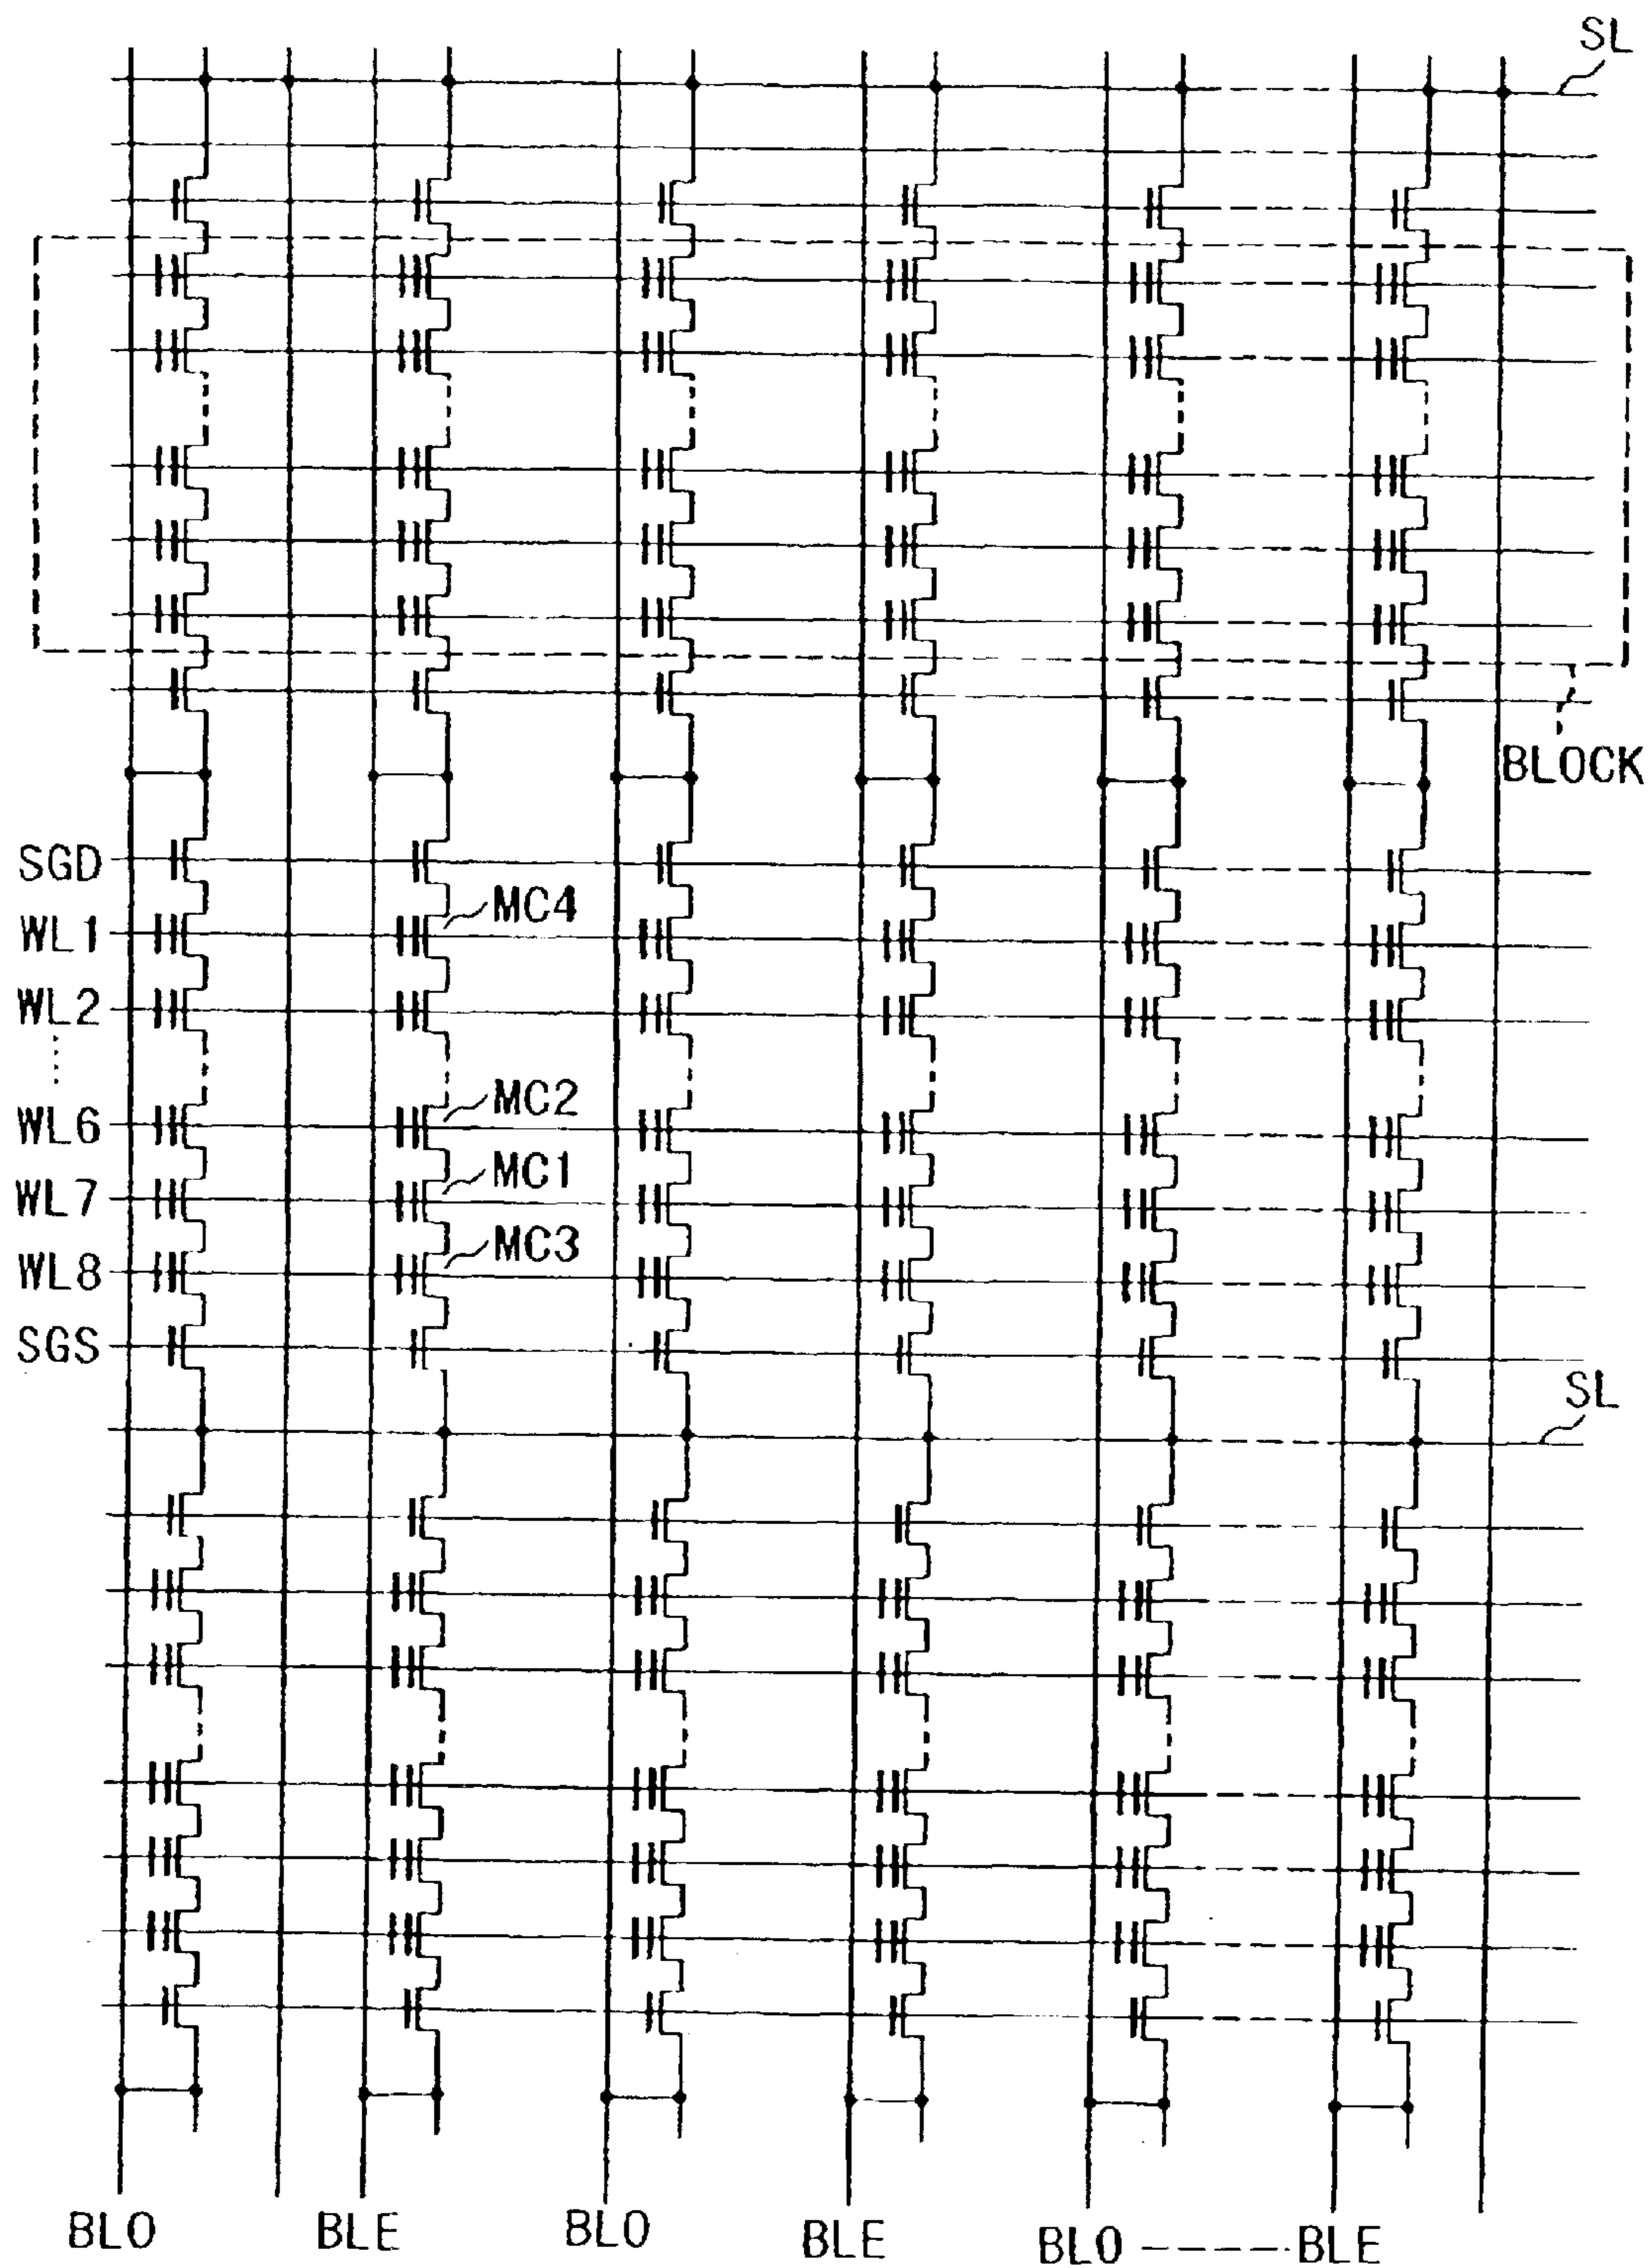 SL
BLOCK
SGD
MC4
WL1
WL2
MC2
WL6
MC1
WL7
MC3
WL8
SGS
SL
BLO BLE BLO BLE BLO BLE